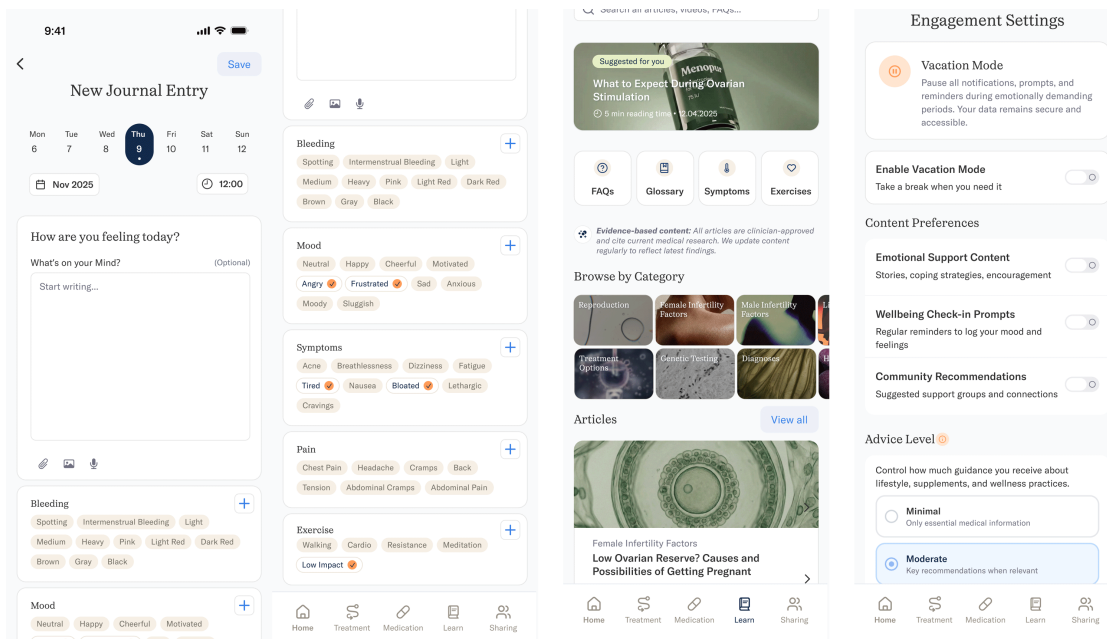 9:41
Save
New Journal Entry
Mon Tue Wed Thu Fri Sat Sun
6 7 8 9 10 11 12
Nov 2025
12:00
How are you feeling today?
What's on your Mind? (Optional)
Start writing...
Bleeding
Spotting Intermenstrual Bleeding Light
Medium Heavy Pink Light Red Dark Red
Brown Gray Black
Mood
Neutral Happy Cheerful Motivated
Bleeding
Spotting Intermenstrual Bleeding Light
Medium Heavy Pink Light Red Dark Red
Brown Gray Black
Mood
Neutral Happy Cheerful Motivated
Angry Frustrated Sad Anxious
Moody Sluggish
Symptoms
Acne Breathlessness Dizziness Fatigue
Tired Nausea Bloated Lethargic
Cravings
Pain
Chest Pain Headache Cramps Back
Tension Abdominal Cramps Abdominal Pain
Exercise
Walking Cardio Resistance Meditation
Low Impact
Home Treatment Medication Learn Sharing
Search all articles, videos, FAQs...
Suggested for you
Menopur
75 IU
What to Expect During Ovarian
Stimulation
5 min reading time • 12.04.2025
FAQs Glossary Symptoms Exercises
Evidence-based content: All articles are clinician-approved
and cite current medical research. We update content
regularly to reflect latest findings.
Browse by Category
Reproduction
Female Infertility
Factors
Male Infertility
Factors
Li
Treatment
Options
Genetic Testing
Diagnoses
H
Articles
View all
Female Infertility Factors
Low Ovarian Reserve? Causes and
Possibilities of Getting Pregnant
Home Treatment Medication Learn Sharing
Engagement Settings
Vacation Mode
Pause all notifications, prompts, and
reminders during emotionally demanding
periods. Your data remains secure and
accessible.
Enable Vacation Mode
Take a break when you need it
Content Preferences
Emotional Support Content
Stories, coping strategies, encouragement
Wellbeing Check-in Prompts
Regular reminders to log your mood and
feelings
Community Recommendations
Suggested support groups and connections
Advice Level
Control how much guidance you receive about
lifestyle, supplements, and wellness practices.
Minimal
Only essential medical information
Moderate
Key recommendations when relevant
Home Treatment Medication Learn Sharing